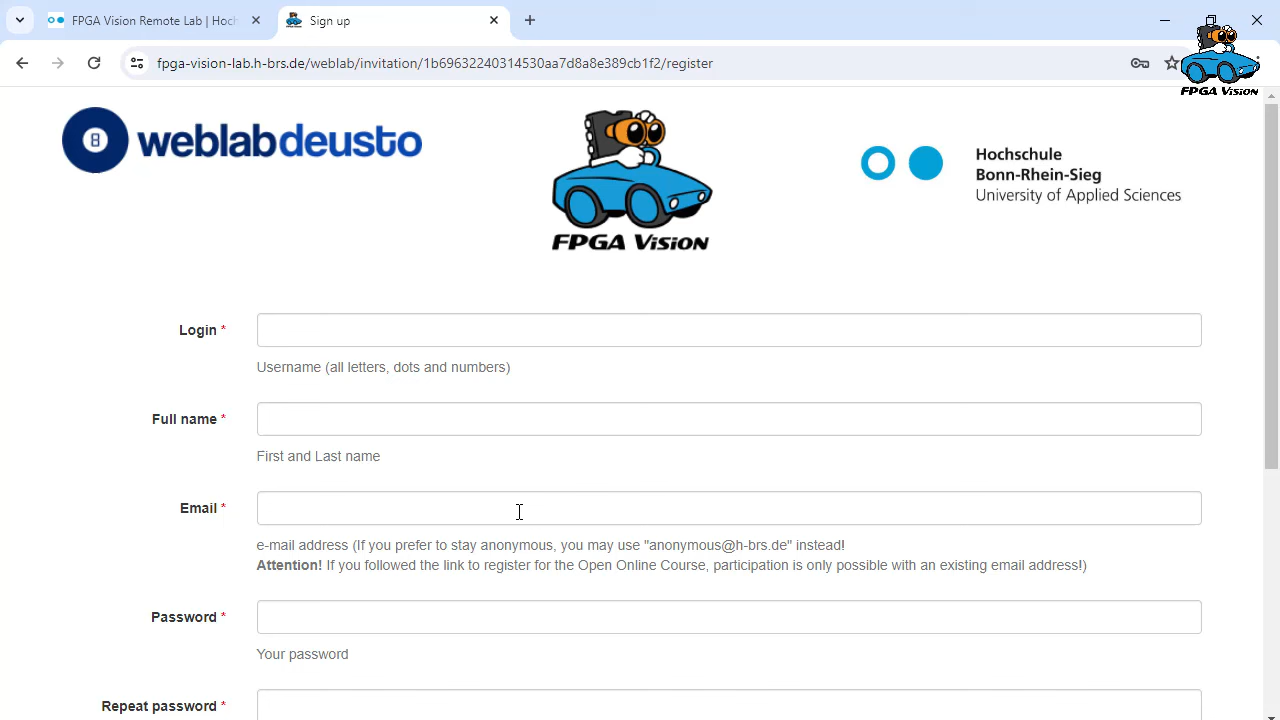 FPGA Vision Remote Lab | Hoch
Sign up
fpga-vision-lab.h-brs.de/weblab/invitation/1b69632240314530aa7d8a8e389cb1f2/register
FPGA Vision
8 weblabdeusto
FPGA Vision
Hochschule
Bonn-Rhein-Sieg
University of Applied Sciences
Login *
Username (all letters, dots and numbers)
Full name *
First and Last name
Email *
e-mail address (If you prefer to stay anonymous, you may use "anonymous@h-brs.de" instead!
Attention! If you followed the link to register for the Open Online Course, participation is only possible with an existing email address!)
Password *
Your password
Repeat password *